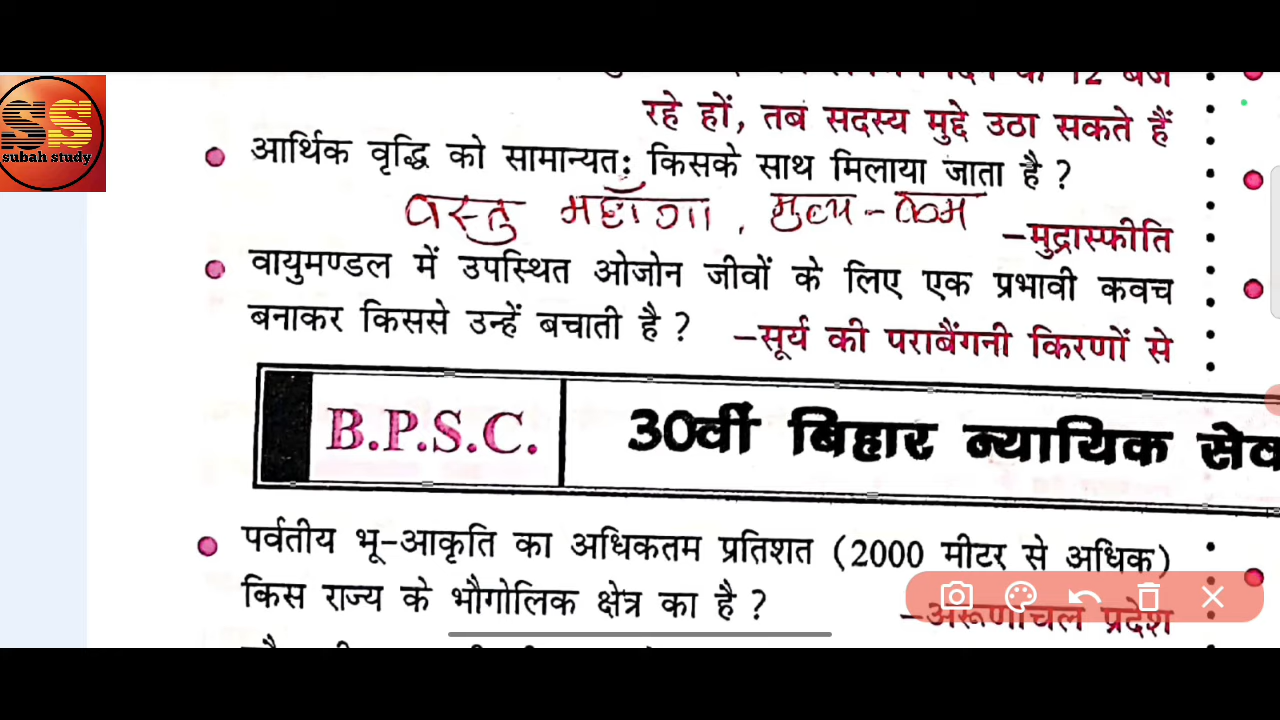 12 बज
SS
subah study
रहे हों, तब सदस्य मुद्दे उठा सकते हैं
आर्थिक वृद्धि को सामान्यतः किसके साथ मिलाया जाता है ?
वस्तु महँगा, मुल्य - कम
–मुद्रास्फीति
वायुमण्डल में उपस्थित ओजोन जीवों के लिए एक प्रभावी कवच
बनाकर किससे उन्हें बचाती है ? –सूर्य की पराबैंगनी किरणों से
B.P.S.C. 30वीं बिहार न्यायिक सेव
पर्वतीय भू-आकृति का अधिकतम प्रतिशत (2000 मीटर से अधिक)
किस राज्य के भौगोलिक क्षेत्र का है ? –अरूणाचल प्रदेश